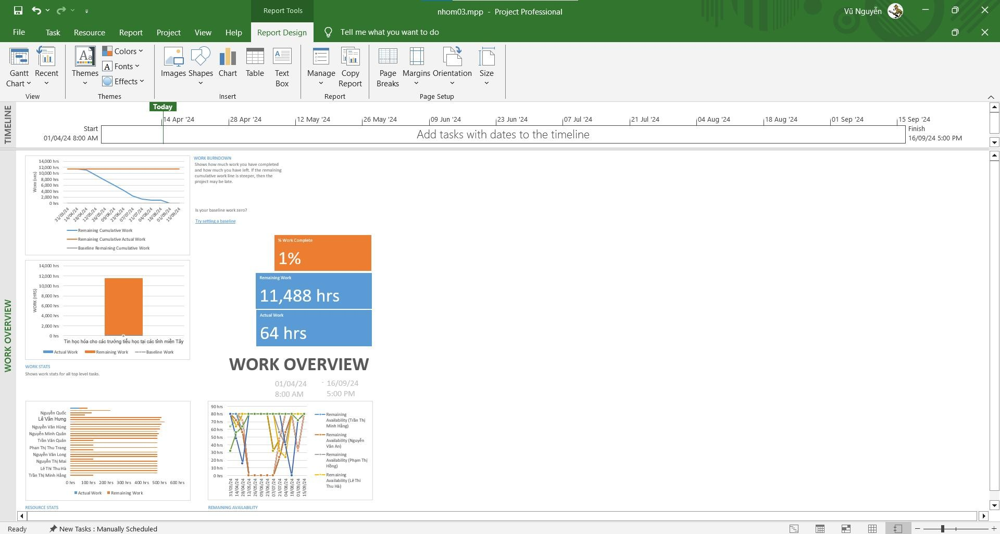 Report Tools
nhom03.mpp - Project Professional
Vũ Nguyễn
File Task Resource Report Project View Help Report Design Tell me what you want to do
Gantt Chart
Recent
View
Themes
Colors
Fonts
Effects
Themes
Images
Shapes
Chart
Table
Text Box
Insert
Manage
Copy Report
Report
Page Breaks
Margins
Orientation
Size
Page Setup
TIMELINE
Today
14 Apr '24 28 Apr '24 12 May '24 26 May '24 09 Jun '24 23 Jun '24 07 Jul '24 21 Jul '24 04 Aug '24 18 Aug '24 01 Sep '24 15 Sep '24
Start
01/04/24 8:00 AM
Add tasks with dates to the timeline
Finish
16/09/24 5:00 PM
WORK OVERVIEW
WORK (HRS)
14,000 hrs
12,000 hrs
10,000 hrs
8,000 hrs
6,000 hrs
4,000 hrs
2,000 hrs
0 hrs
31/03/24 14/04/24 28/04/24 12/05/24 26/05/24 09/06/24 23/06/24 07/07/24 21/07/24 04/08/24 18/08/24 01/09/24 15/09/24
Remaining Cumulative Work
Remaining Cumulative Actual Work
Baseline Remaining Cumulative Work
WORK BURNDOWN
Shows how much work you have completed
and how much you have left. If the remaining
cumulative work line is steeper, then the
project may be late.
Is your baseline work zero?
Try setting a baseline
% Work Complete
1%
Remaining Work
11,488 hrs
Actual Work
64 hrs
WORK (HRS)
14,000 hrs
12,000 hrs
10,000 hrs
8,000 hrs
6,000 hrs
4,000 hrs
2,000 hrs
0 hrs
Tin học hóa cho các trường tiểu học tại các tỉnh miền Tây
Actual Work Remaining Work Baseline Work
WORK STATS
Shows work stats for all top level tasks.
WORK OVERVIEW
01/04/24 - 16/09/24
8:00 AM 5:00 PM
Nguyễn Quốc
Lê Văn Hưng
Nguyễn Văn Hùng
Nguyễn Minh Quân
Trần Văn Quân
Phan Thị Thu Trang
Nguyễn Văn Long
Nguyễn Thị Mai
Lê Thi Thu Hà
Trần Thị Minh Hằng
0 hrs 100 hrs 200 hrs 300 hrs 400 hrs 500 hrs 600 hrs
Actual Work Remaining Work
RESOURCE STATS
90 hrs
80 hrs
70 hrs
60 hrs
50 hrs
40 hrs
30 hrs
20 hrs
10 hrs
0 hrs
31/03/24 14/04/24 28/04/24 12/05/24 26/05/24 09/06/24 23/06/24 07/07/24 21/07/24 04/08/24 18/08/24 01/09/24 15/09/24
Remaining
Availability (Trần Thị
Minh Hằng)
Remaining
Availability (Nguyễn
Văn An)
Remaining
Availability (Phạm Thị
Hồng)
Remaining
Availability (Lê Thi
Thu Hà)
REMAINING AVAILABILITY
Ready New Tasks : Manually Scheduled